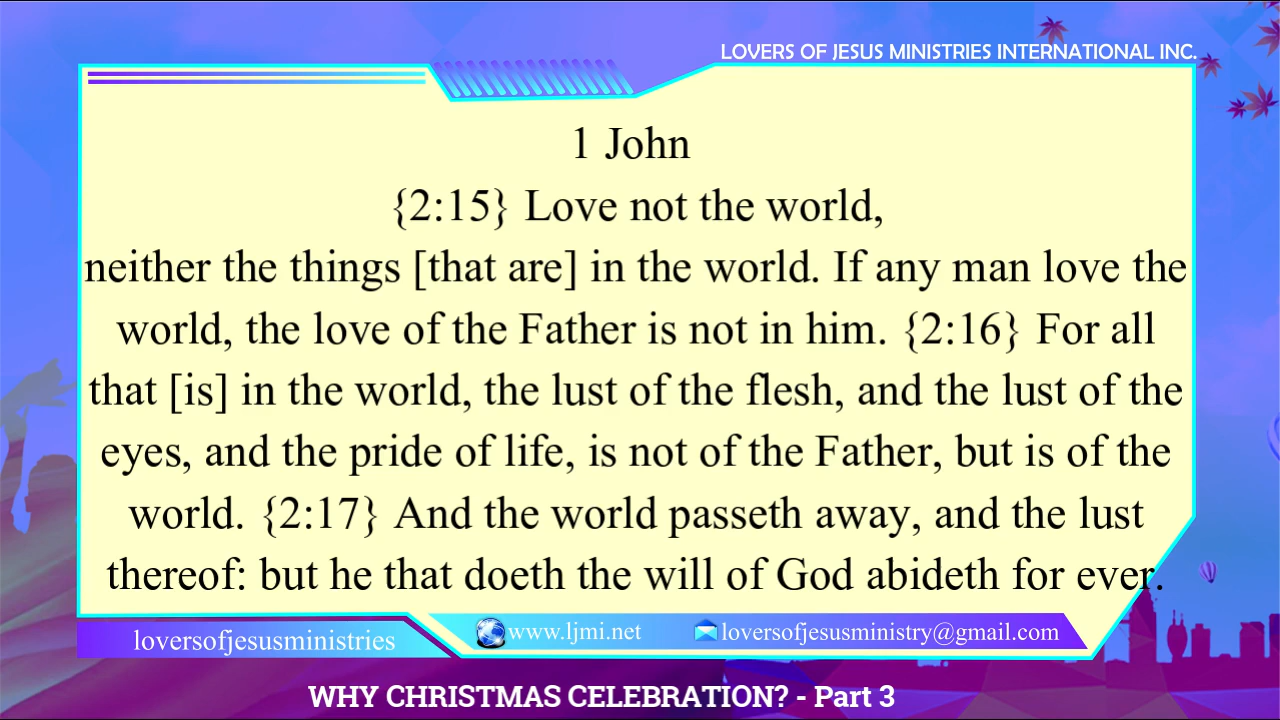 LOVERS OF JESUS MINISTRIES INTERNATIONAL INC.
1 John
{2:15} Love not the world,
neither the things [that are] in the world. If any man love the
world, the love of the Father is not in him. {2:16} For all
that [is] in the world, the lust of the flesh, and the lust of the
eyes, and the pride of life, is not of the Father, but is of the
world. {2:17} And the world passeth away, and the lust
thereof: but he that doeth the will of God abideth for ever.
loversofjesusministries
www.ljmi.net
loversofjesusministry@gmail.com
WHY CHRISTMAS CELEBRATION? - Part 3